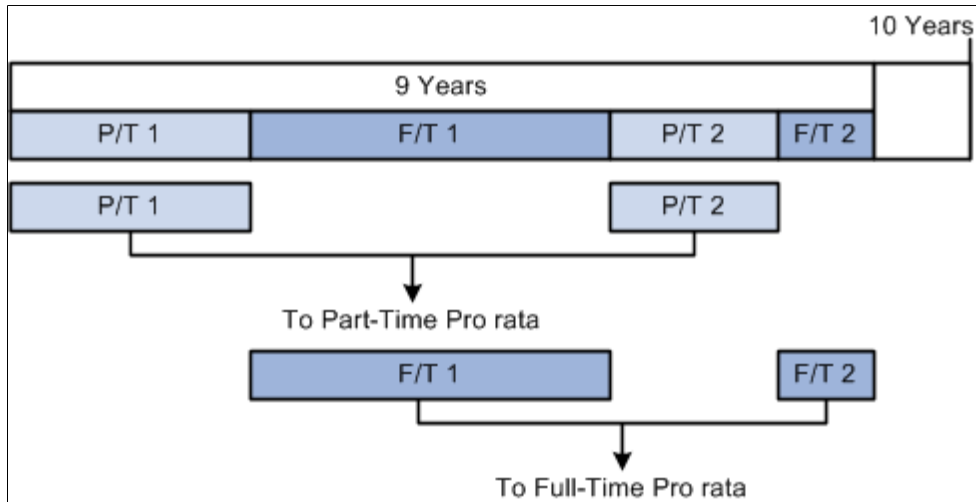 10 Years
9 Years
P/T 1 F/T 1 P/T 2 F/T 2
P/T 1 P/T 2
To Part-Time Pro rata
F/T 1 F/T 2
To Full-Time Pro rata